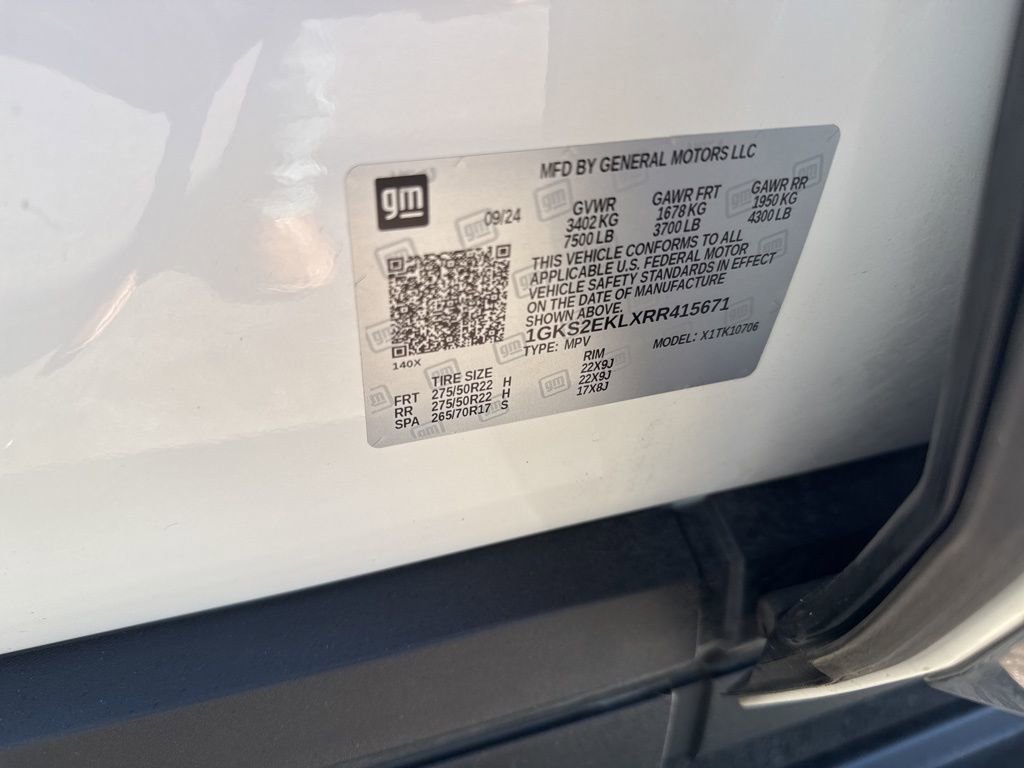 gm
MFD BY GENERAL MOTORS LLC
09/24
GVWR GAWR FRT GAWR RR
3402 KG 1678 KG 1950 KG
7500 LB 3700 LB 4300 LB
THIS VEHICLE CONFORMS TO ALL
APPLICABLE U.S. FEDERAL MOTOR
VEHICLE SAFETY STANDARDS IN EFFECT
ON THE DATE OF MANUFACTURE
SHOWN ABOVE.
1GKS2EKLXRR415671
TYPE: MPV MODEL: X1TK10706
140X
TIRE SIZE RIM
FRT 275/50R22 H 22X9J
RR 275/50R22 H 22X9J
SPA 265/70R17 S 17X8J